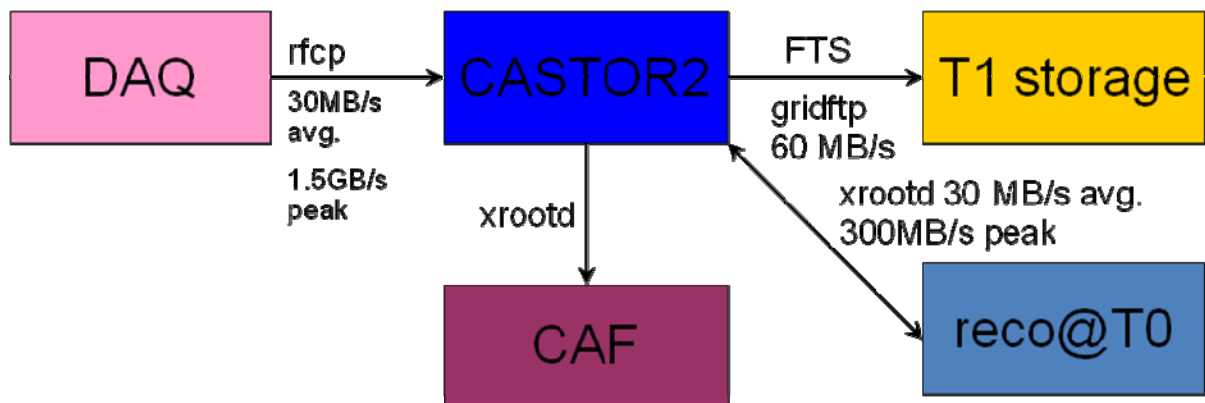 DAQ
rfcp
30MB/s
avg.
1.5GB/s
peak
CASTOR2
FTS
gridftp
60 MB/s
T1 storage
xrootd
xrootd 30 MB/s avg.
300MB/s peak
CAF
reco@T0